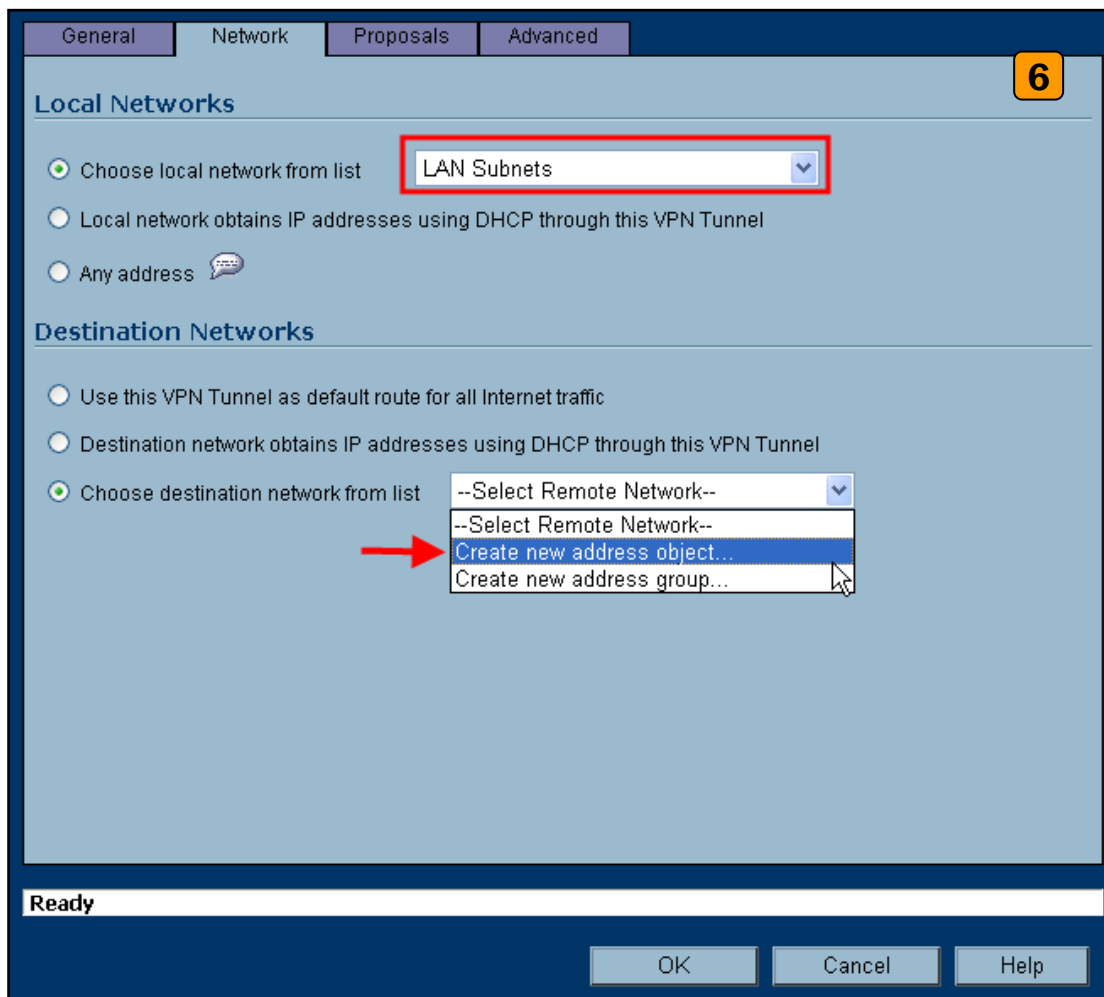 General Network Proposals Advanced
6
Local Networks
Choose local network from list LAN Subnets
Local network obtains IP addresses using DHCP through this VPN Tunnel
Any address
Destination Networks
Use this VPN Tunnel as default route for all Internet traffic
Destination network obtains IP addresses using DHCP through this VPN Tunnel
Choose destination network from list --Select Remote Network--
--Select Remote Network--
Create new address object...
Create new address group...
Ready
OK Cancel Help